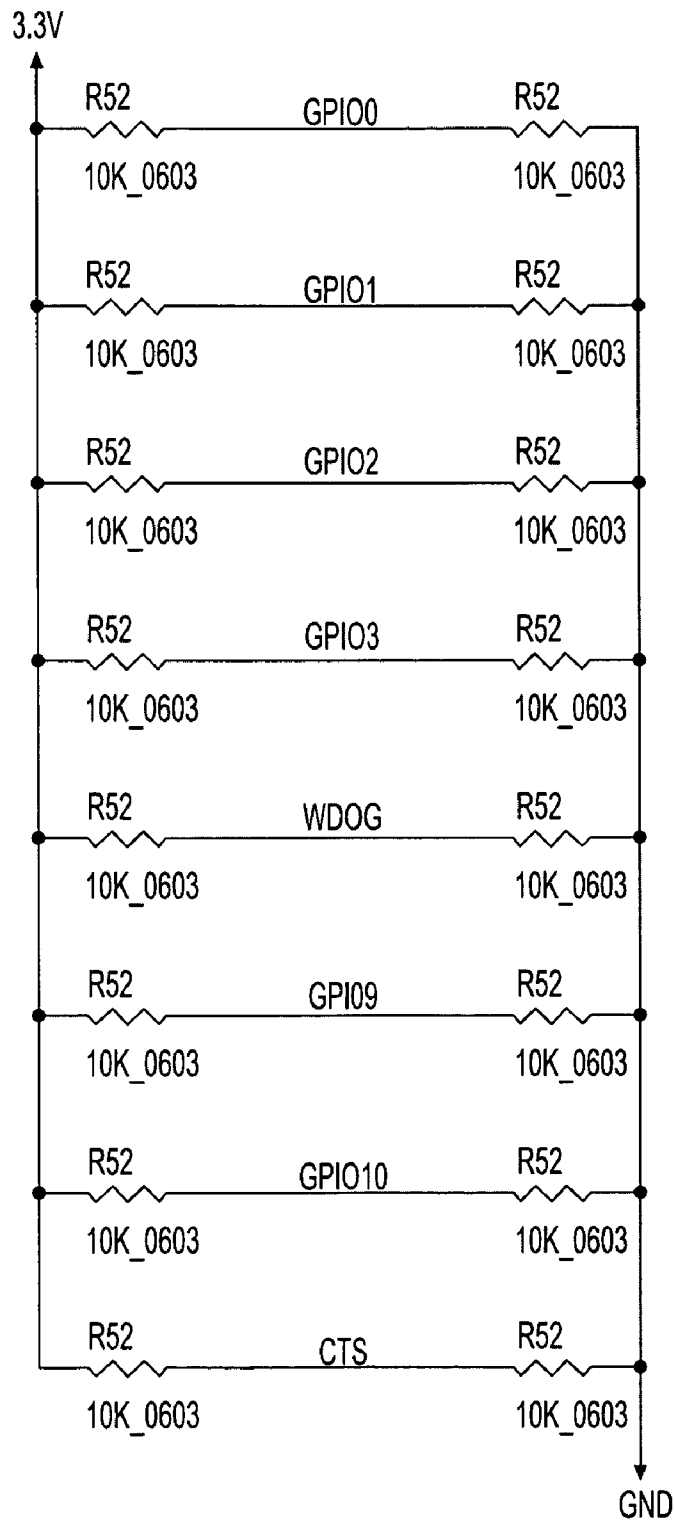 3.3V
R52 GPIO0 R52
10K_0603 10K_0603
R52 GPIO1 R52
10K_0603 10K_0603
R52 GPIO2 R52
10K_0603 10K_0603
R52 GPIO3 R52
10K_0603 10K_0603
R52 WDOG R52
10K_0603 10K_0603
R52 GPI09 R52
10K_0603 10K_0603
R52 GPIO10 R52
10K_0603 10K_0603
R52 CTS R52
10K_0603 10K_0603
GND